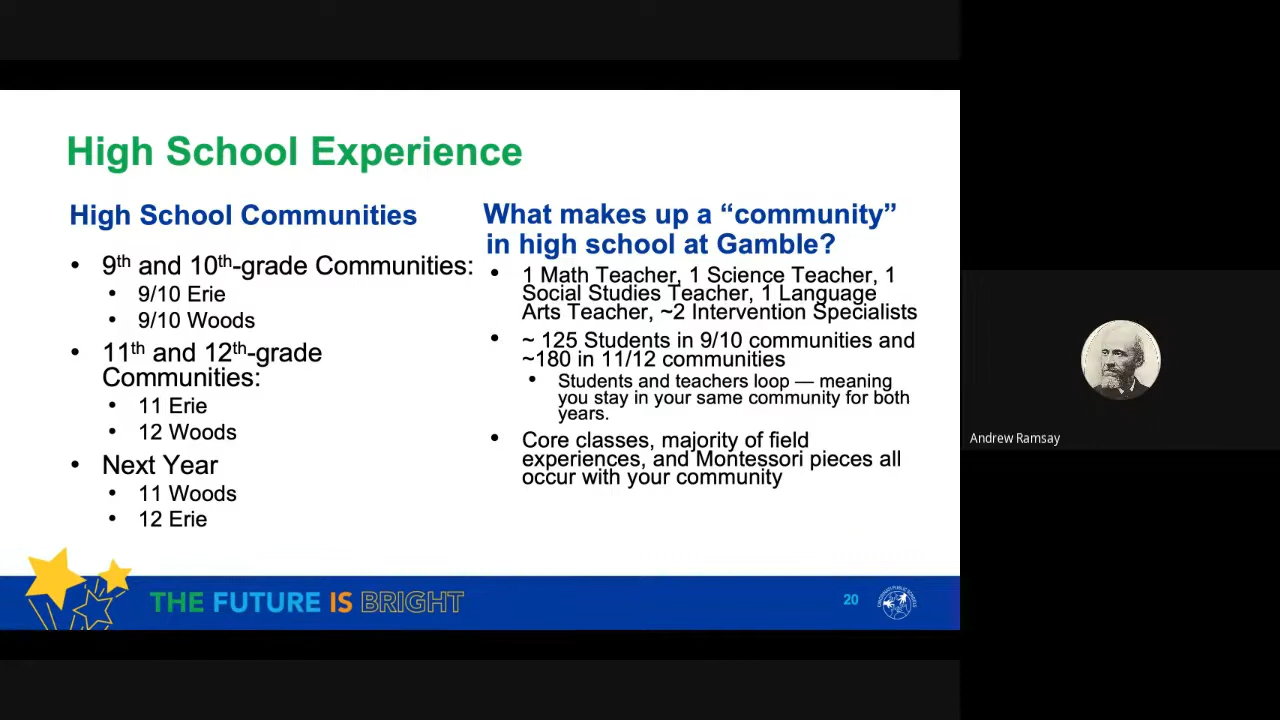 High School Experience
High School Communities
• 9th and 10th-grade Communities:
• 9/10 Erie
• 9/10 Woods
• 11th and 12th-grade
Communities:
• 11 Erie
• 12 Woods
• Next Year
• 11 Woods
• 12 Erie
What makes up a “community”
in high school at Gamble?
• 1 Math Teacher, 1 Science Teacher, 1
Social Studies Teacher, 1 Language
Arts Teacher, ~2 Intervention Specialists
• ~ 125 Students in 9/10 communities and
~180 in 11/12 communities
• Students and teachers loop — meaning
you stay in your same community for both
years.
• Core classes, majority of field
experiences, and Montessori pieces all
occur with your community
THE FUTURE IS BRIGHT
20
Andrew Ramsay